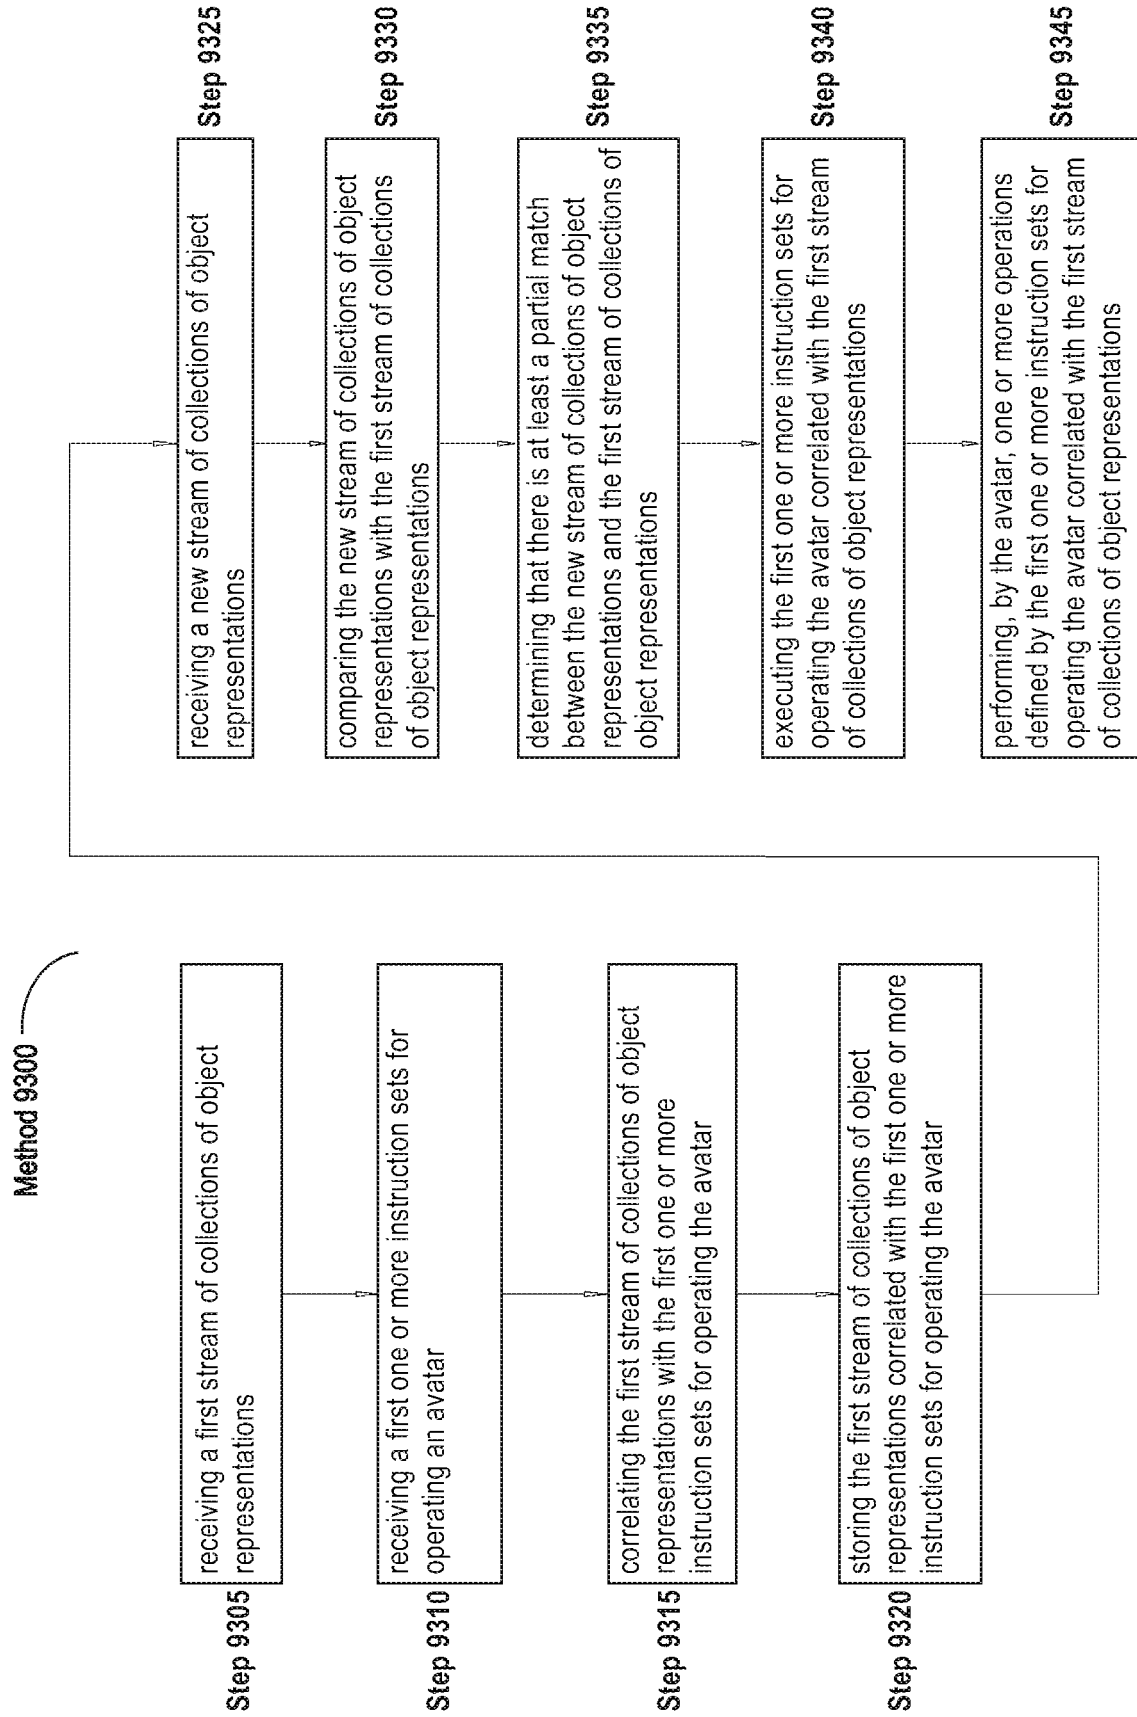 Method 9300
Step 9305
receiving a first stream of collections of object
representations
Step 9310
receiving a first one or more instruction sets for
operating an avatar
Step 9315
correlating the first stream of collections of object
representations with the first one or more
instruction sets for operating the avatar
Step 9320
storing the first stream of collections of object
representations correlated with the first one or more
instruction sets for operating the avatar
Step 9325
receiving a new stream of collections of object
representations
Step 9330
comparing the new stream of collections of object
representations with the first stream of collections
of object representations
Step 9335
determining that there is at least a partial match
between the new stream of collections of object
representations and the first stream of collections of
object representations
Step 9340
executing the first one or more instruction sets for
operating the avatar correlated with the first stream
of collections of object representations
Step 9345
performing, by the avatar, one or more operations
defined by the first one or more instruction sets for
operating the avatar correlated with the first stream
of collections of object representations